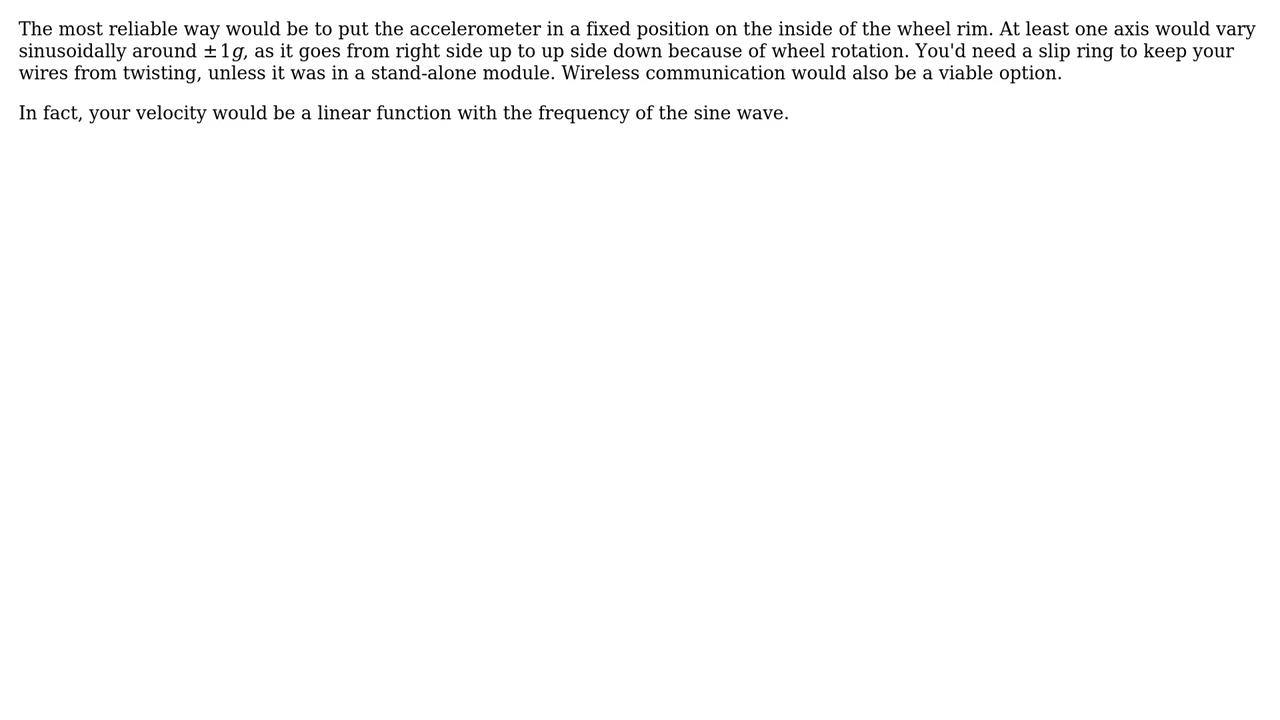 The most reliable way would be to put the accelerometer in a fixed position on the inside of the wheel rim. At least one axis would vary
sinusoidally around ±1g, as it goes from right side up to up side down because of wheel rotation. You'd need a slip ring to keep your
wires from twisting, unless it was in a stand-alone module. Wireless communication would also be a viable option.
In fact, your velocity would be a linear function with the frequency of the sine wave.